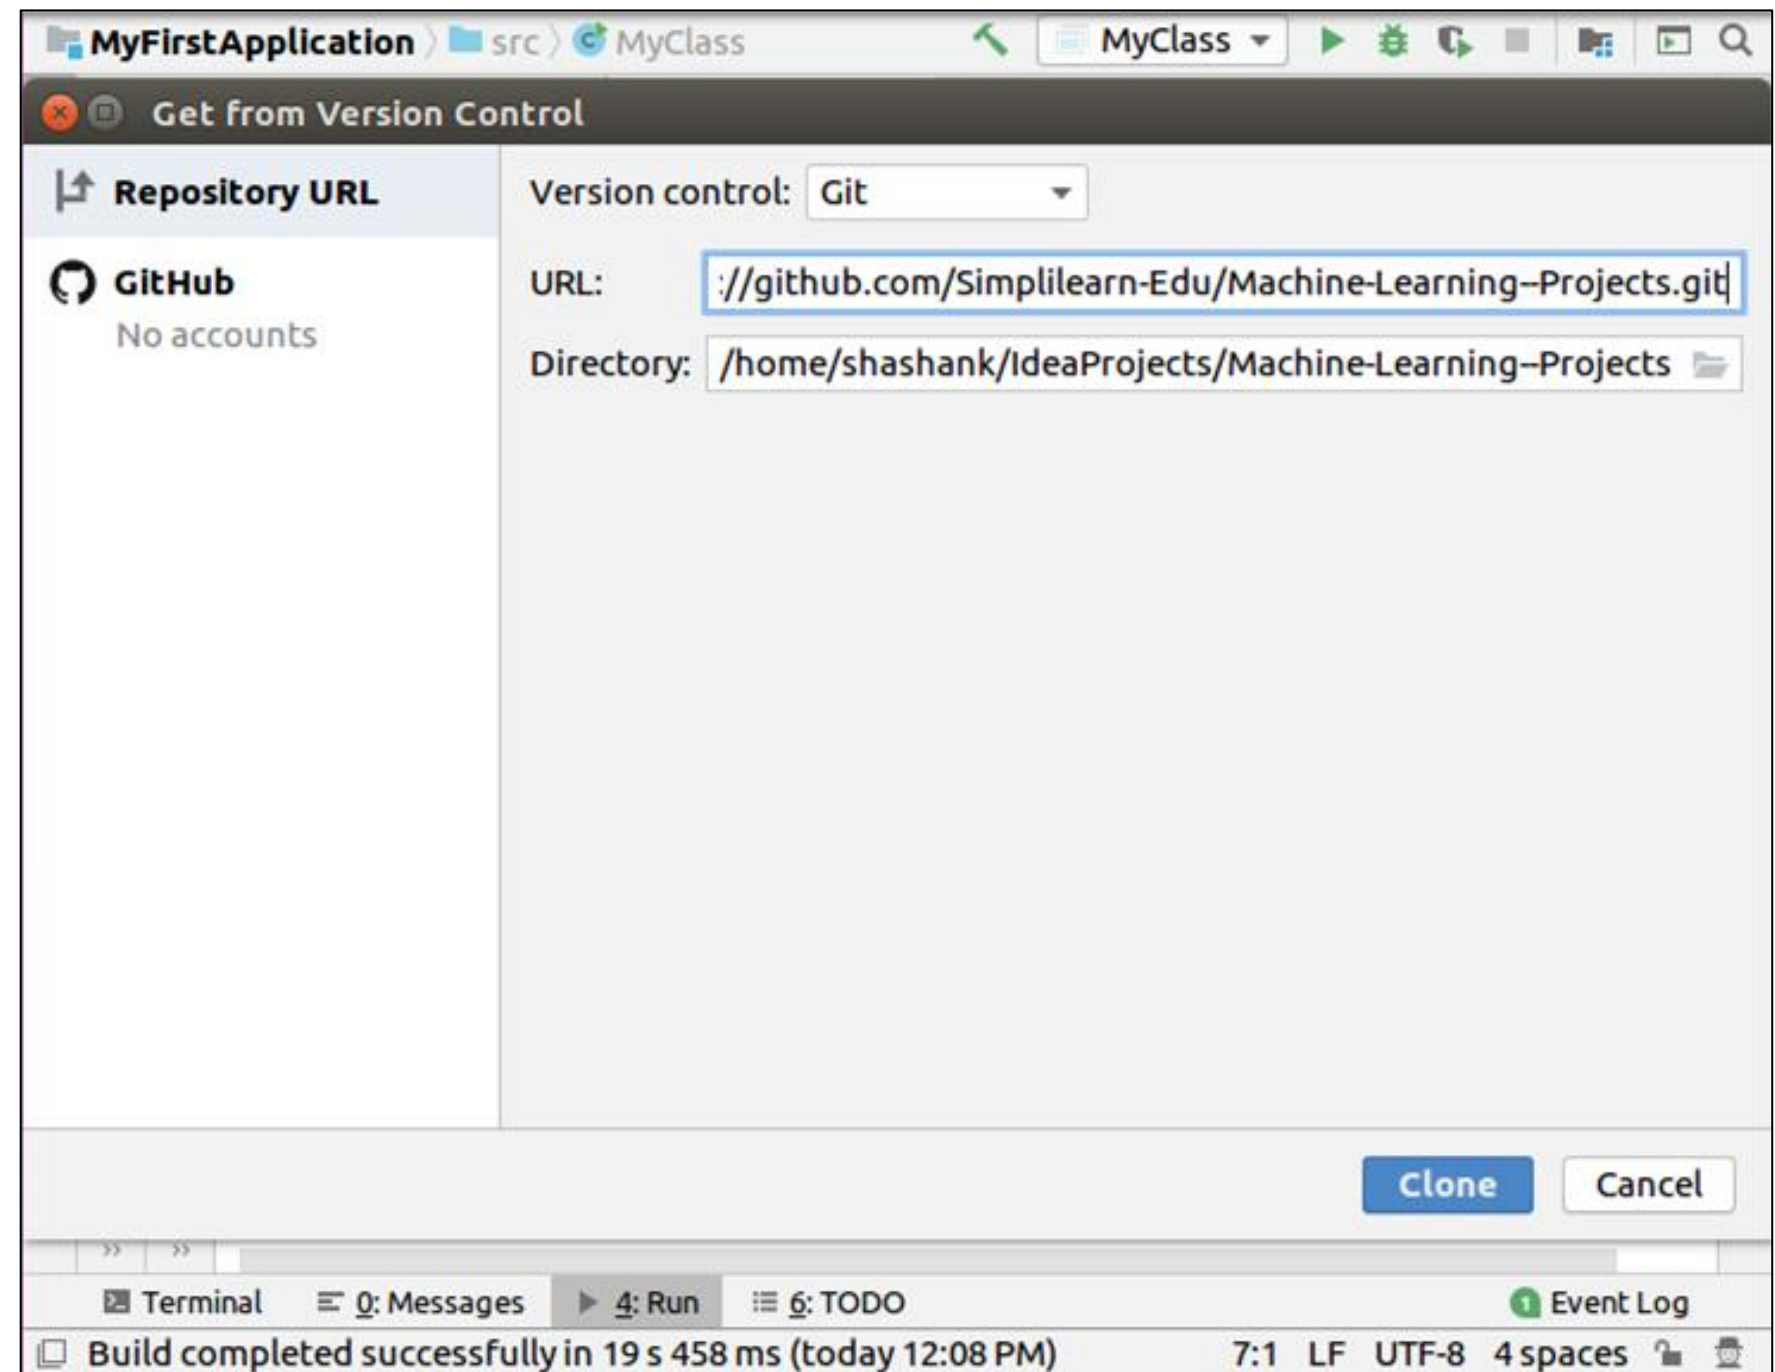 MyFirstApplication 〉 src 〉 MyClass MyClass
Get from Version Control
Repository URL
Version control: Git
GitHub
URL: ://github.com/Simplilearn-Edu/Machine-Learning--Projects.git
No accounts
Directory: /home/shashank/IdeaProjects/Machine-Learning--Projects
Clone Cancel
Terminal 0: Messages 4: Run 6: TODO 1 Event Log
Build completed successfully in 19 s 458 ms (today 12:08 PM) 7:1 LF UTF-8 4 spaces